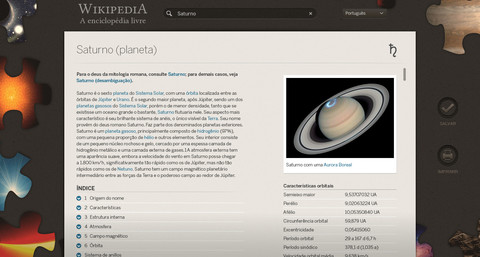 WIKIPEDIA
A enciclopédia livre
Saturno
Português
Saturno (planeta)
Para o deus da mitologia romana, consulte Saturno; para demais casos, veja
Saturno (desambiguação).
Saturno é o sexto planeta do Sistema Solar, com uma órbita localizada entre as
órbitas de Júpiter e Urano. É o segundo maior planeta, após Júpiter, sendo um dos
planetas gasosos do Sistema Solar, porém o de menor densidade, tanto que se
existisse um oceano grande o bastante, Saturno flutuaria nele. Seu aspecto mais
característico é seu brilhante sistema de anéis, o único visível da Terra. Seu nome
provém do deus romano Saturno. Faz parte dos denominados planetas exteriores.
Saturno é um planeta gasoso, principalmente composto de hidrogênio (97%),
com uma pequena proporção de hélio e outros elementos. Seu interior consiste
de um pequeno núcleo rochoso e gelo, cercado por uma espessa camada de
hidrogênio metálico e uma camada externa de gases. A atmosfera externa tem
uma aparência suave, embora a velocidade do vento em Saturno possa chegar
a 1.800 km/h, significativamente tão rápido como os de Júpiter, mas não tão
rápidos como os de Netuno. Saturno tem um campo magnético planetário
intermediário entre as forças da Terra e o poderoso campo ao redor de Júpiter.
Saturno com uma Aurora Boreal
ÍNDICE
1 Origem do nome
2 Características
3 Estrutura interna
4 Atmosfera
5 Campo magnético
6 Órbita
Sistema de anéis
Características orbitais
Semieixo maior 9,53707032 UA
Periélio 9,02063224 UA
Afélio 10,05350840 UA
Circunferência orbital 59,879 UA
Excentricidade 0,05415060
Período orbital 29 a 167 d 6,7 h
Período sinódico 378,1 d (1,035 a)
Velocidade orbital média 9,638 km/s